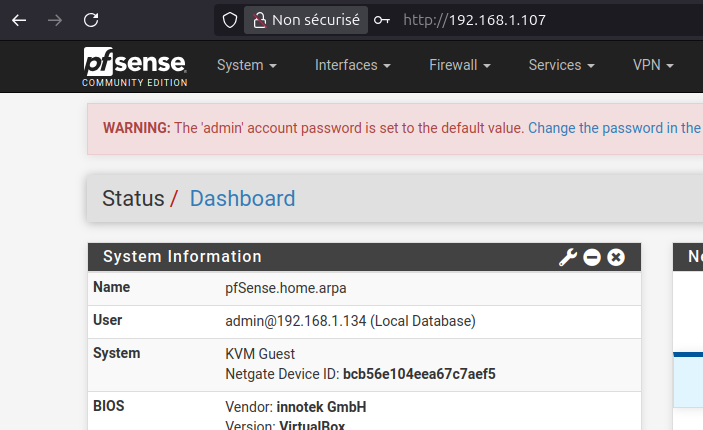 Non sécurisé http://192.168.1.107
pfsense
COMMUNITY EDITION
System Interfaces Firewall Services VPN
WARNING: The 'admin' account password is set to the default value. Change the password in the
Status / Dashboard
System Information
Name pfSense.home.arpa
User admin@192.168.1.134 (Local Database)
System KVM Guest
Netgate Device ID: bcb56e104eea67c7aef5
BIOS Vendor: innotek GmbH
Version: VirtualBox